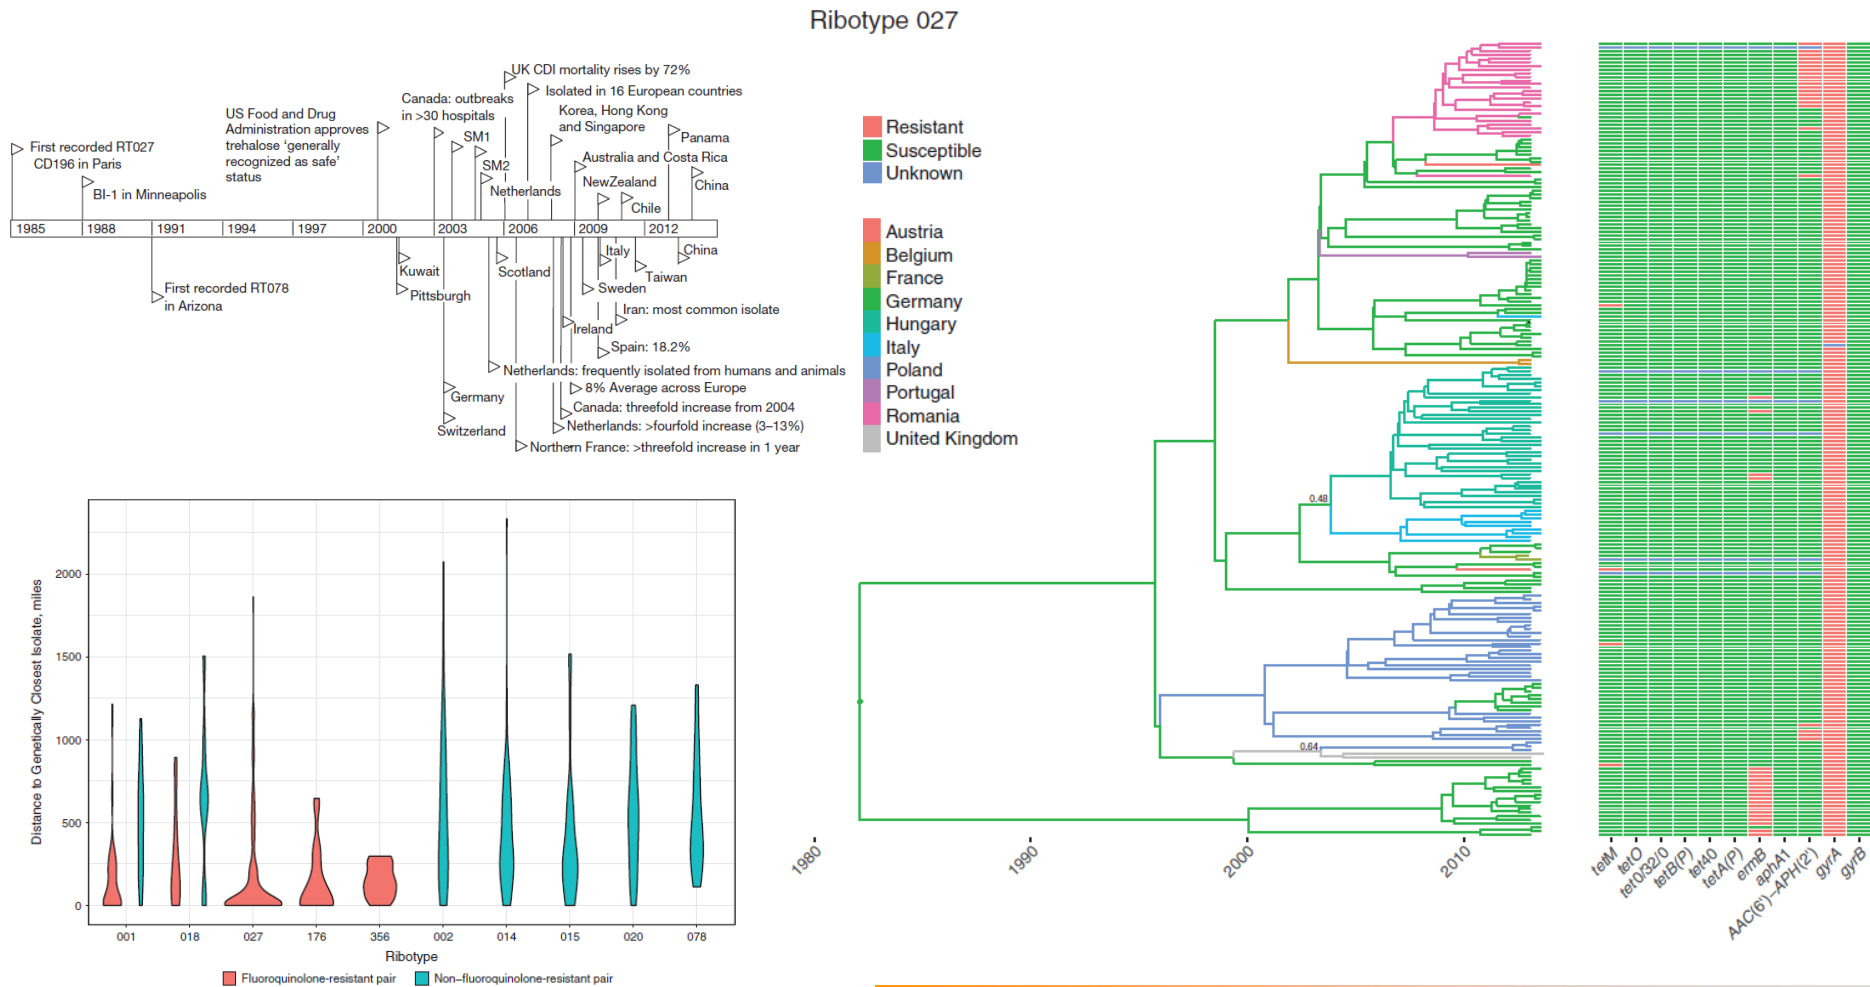 Ribotype 027
UK CDI mortality rises by 72%
Isolated in 16 European countries
Canada: outbreaks
in >30 hospitals
Korea, Hong Kong
and Singapore
US Food and Drug
Administration approves
trehalose ‘generally
recognized as safe’
status
First recorded RT027
CD196 in Paris
BI-1 in Minneapolis
SM1
SM2
Netherlands
Panama
Australia and Costa Rica
China
NewZealand
Chile
1985 1988 1991 1994 1997 2000 2003 2006 2009 2012
Kuwait
Pittsburgh
Scotland
Italy
China
Taiwan
Sweden
First recorded RT078
in Arizona
Iran: most common isolate
Ireland
Spain: 18.2%
Netherlands: frequently isolated from humans and animals
8% Average across Europe
Germany
Canada: threefold increase from 2004
Netherlands: >fourfold increase (3–13%)
Switzerland
Northern France: >threefold increase in 1 year
Resistant
Susceptible
Unknown
Austria
Belgium
France
Germany
Hungary
Italy
Poland
Portugal
Romania
United Kingdom
0.48
0.64
1980 1990 2000 2010
tetM
tetO
tet0/32/0
tetB(P)
tet40
tetA(P)
ermB
aphA1
AAC(6')−APH(2')
gyrA
gyrB
Distance to Genetically Closest Isolate, miles
2000
1500
1000
500
0
001 018 027 176 356 002 014 015 020 078
Ribotype
Fluoroquinolone-resistant pair Non−fluoroquinolone-resistant pair